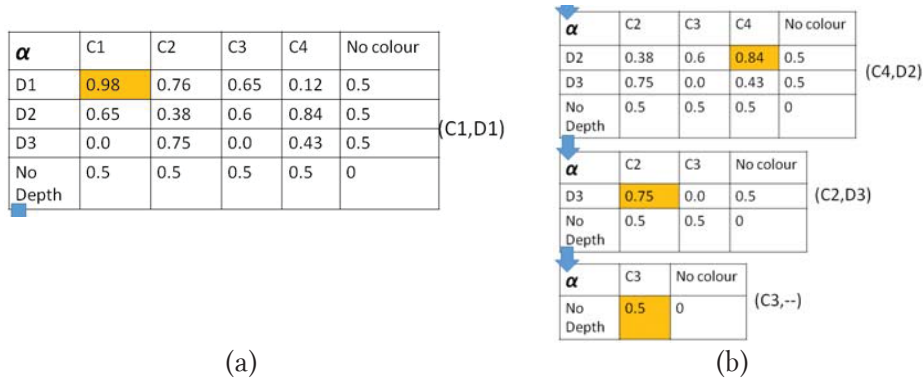 α C1 C2 C3 C4 No colour
D1 0.98 0.76 0.65 0.12 0.5
D2 0.65 0.38 0.6 0.84 0.5
D3 0.0 0.75 0.0 0.43 0.5
No Depth 0.5 0.5 0.5 0.5 0
(C1,D1)
(a)
α C2 C3 C4 No colour
D2 0.38 0.6 0.84 0.5
D3 0.75 0.0 0.43 0.5
No Depth 0.5 0.5 0.5 0
(C4,D2)
α C2 C3 No colour
D3 0.75 0.0 0.5
No Depth 0.5 0.5 0
(C2,D3)
α C3 No colour
No Depth 0.5 0
(C3,--)
(b)